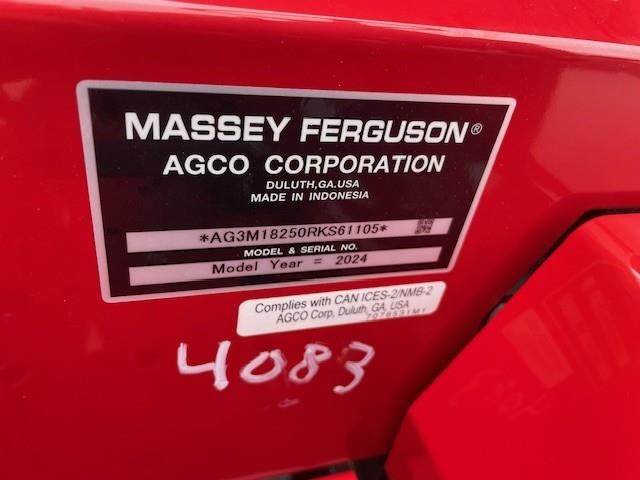 MASSEY FERGUSON®
AGCO CORPORATION
DULUTH,GA.USA
MADE IN INDONESIA
*AG3M18250RKS61105*
MODEL & SERIAL NO.
Model Year = 2024
Complies with CAN ICES-2/NMB-2
AGCO Corp, Duluth, GA, USA
7078531M1
4083